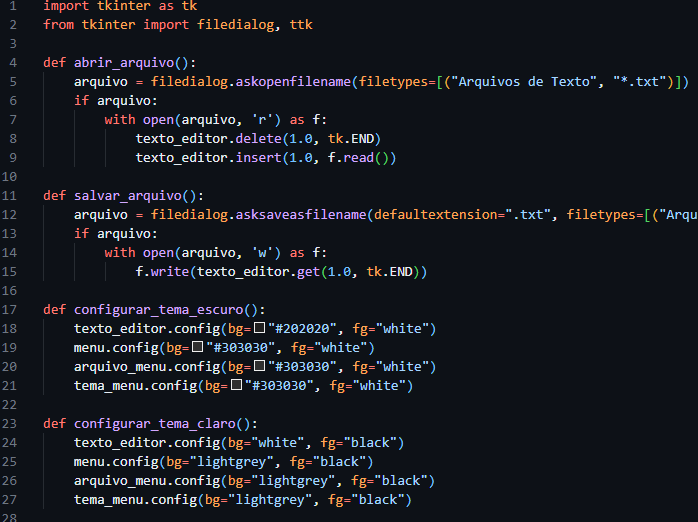 1 import tkinter as tk
2 from tkinter import filedialog, ttk
3
4 def abrir_arquivo():
5     arquivo = filedialog.askopenfilename(filetypes=[("Arquivos de Texto", "*.txt")])
6     if arquivo:
7         with open(arquivo, 'r') as f:
8             texto_editor.delete(1.0, tk.END)
9             texto_editor.insert(1.0, f.read())
10
11 def salvar_arquivo():
12     arquivo = filedialog.asksaveasfilename(defaultextension=".txt", filetypes=[("Arqu
13     if arquivo:
14         with open(arquivo, 'w') as f:
15             f.write(texto_editor.get(1.0, tk.END))
16
17 def configurar_tema_escuro():
18     texto_editor.config(bg="#202020", fg="white")
19     menu.config(bg="#303030", fg="white")
20     arquivo_menu.config(bg="#303030", fg="white")
21     tema_menu.config(bg="#303030", fg="white")
22
23 def configurar_tema_claro():
24     texto_editor.config(bg="white", fg="black")
25     menu.config(bg="lightgrey", fg="black")
26     arquivo_menu.config(bg="lightgrey", fg="black")
27     tema_menu.config(bg="lightgrey", fg="black")
28